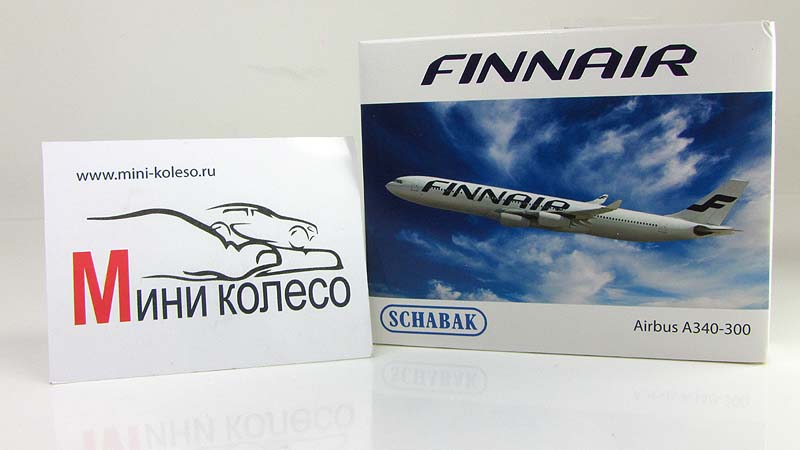 www.mini-koleso.ru
Мини колесо
FINNAIR
FINNAIR
F
SCHABAK
Airbus A340-300